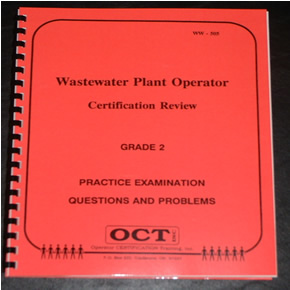 WW - 205
Wastewater Plant Operator
Certification Review
GRADE 2
PRACTICE EXAMINATION
QUESTIONS AND PROBLEMS
OCT
Operator CERTIFICATION Training, Inc.
P.O. Box